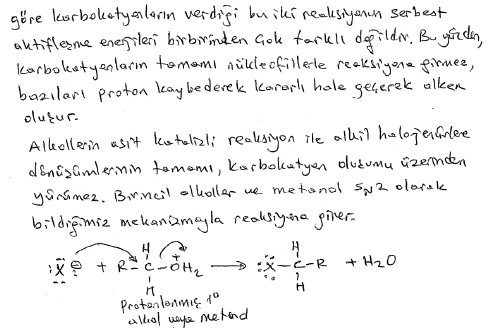 göre karbokatyonların verdiği bu iki reaksiyonun serbest
aktifleşme enerjileri birbirinden çok farklı değildir. Bu yüzden,
karbokatyonların tamamı nükleofillerle reaksiyona girmez,
bazıları proton kaybederek kararlı hale geçerek alken
oluşur.
Alkollerin asit katalizli reaksiyon ile alkil halojenürlere
dönüşümlerinin tamamı, karbokatyon oluşumu üzerinden
yürümez. Birincil alkoller ve metanol SN2 olarak
bildiğimiz mekanizmayla reaksiyona girer.
H H
:Ẍ:⊖ + R-C-ÖH2 ⟶ :Ẍ-C-R + H2O
H H
Protonlanmış 1°
alkol veya metanol